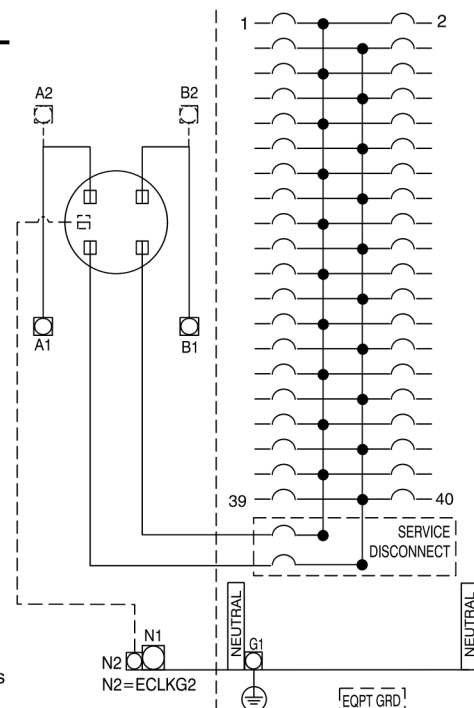 1
2
A2
B2
A1
B1
39
40
SERVICE
DISCONNECT
NEUTRAL
NEUTRAL
N1
G1
N2
N2=ECLKG2
s
EQPT GRD